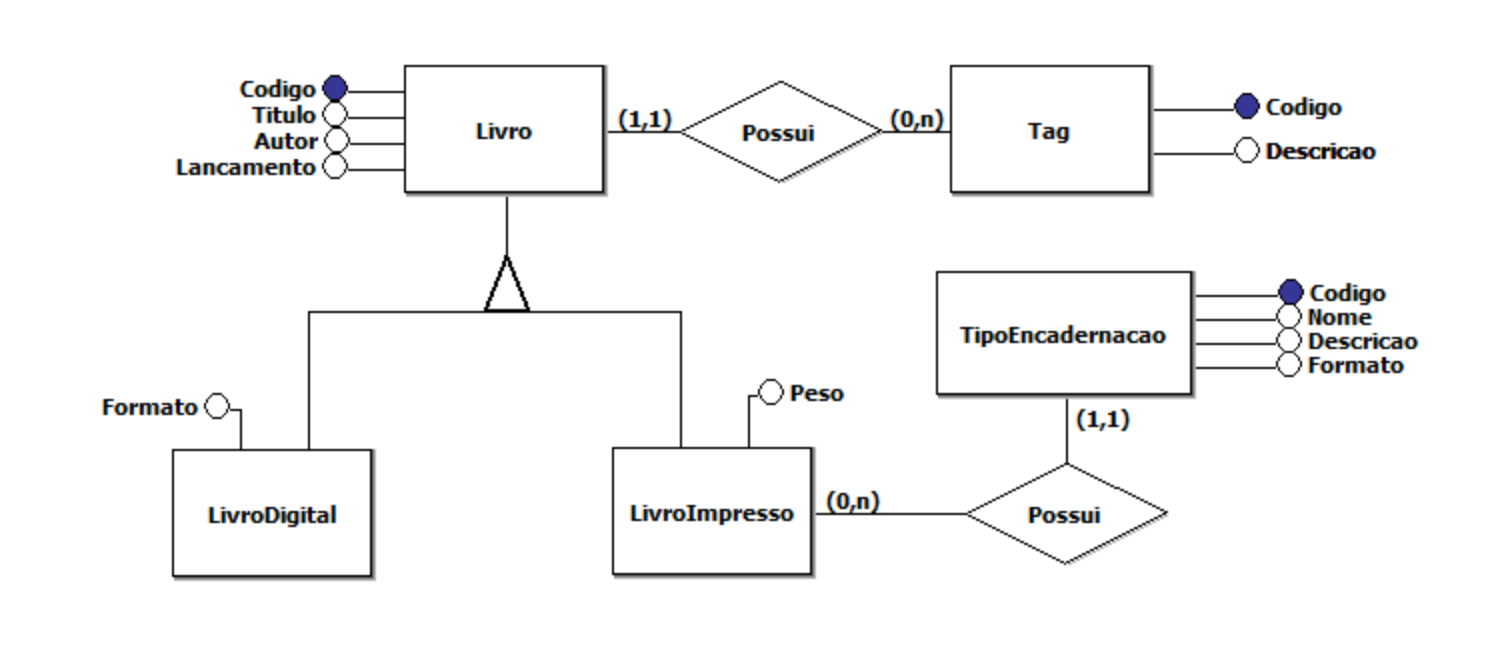 Codigo
Titulo
Autor
Lancamento
Livro
(1,1)
Possui
(0,n)
Tag
Codigo
Descricao
TipoEncadernacao
Codigo
Nome
Descricao
Formato
(1,1)
Formato
LivroDigital
Peso
LivroImpresso
(0,n)
Possui